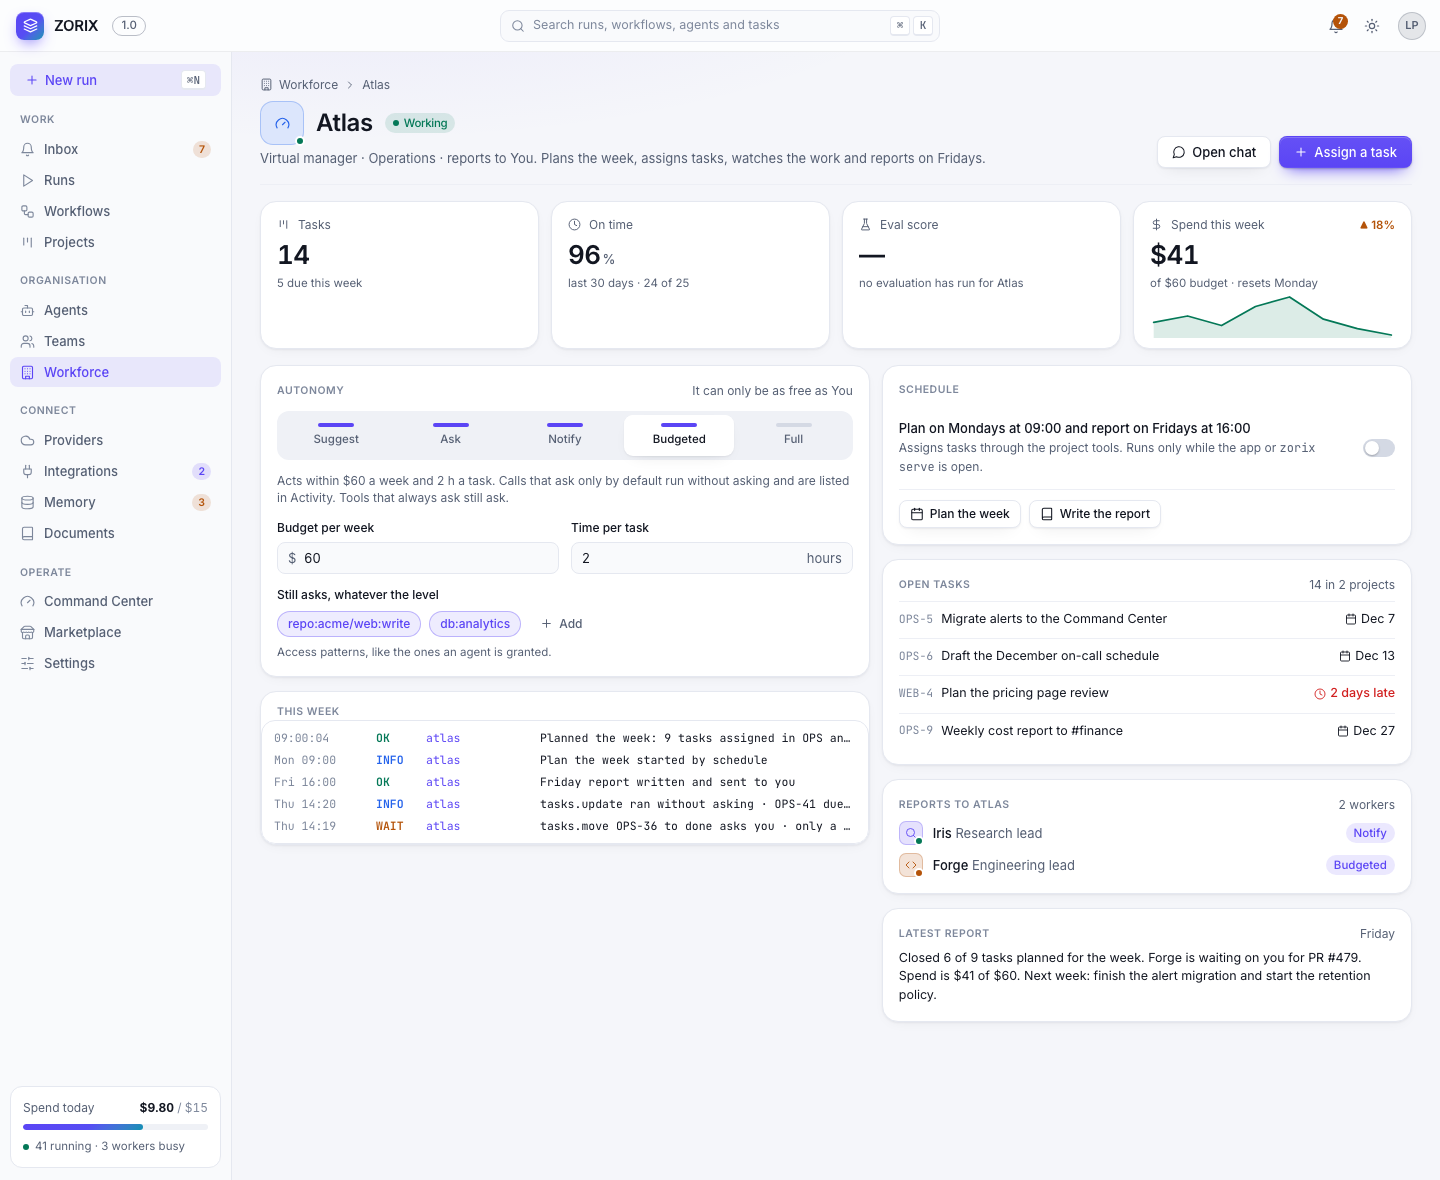 ZORIX 1.0
Search runs, workflows, agents and tasks ⌘ K
7
LP
New run ⌘N
WORK
Inbox 7
Runs
Workflows
Projects
ORGANISATION
Agents
Teams
Workforce
CONNECT
Providers
Integrations 2
Memory 3
Documents
OPERATE
Command Center
Marketplace
Settings
Spend today $9.80 / $15
41 running · 3 workers busy
Workforce Atlas
Atlas Working
Virtual manager · Operations · reports to You. Plans the week, assigns tasks, watches the work and reports on Fridays.
Open chat
Assign a task
Tasks
14
5 due this week
On time
96 %
last 30 days · 24 of 25
Eval score
—
no evaluation has run for Atlas
Spend this week ▲ 18%
$41
of $60 budget · resets Monday
AUTONOMY It can only be as free as You
Suggest Ask Notify Budgeted Full
Acts within $60 a week and 2 h a task. Calls that ask only by default run without asking and are listed
in Activity. Tools that always ask still ask.
Budget per week Time per task
$ 60 2 hours
Still asks, whatever the level
repo:acme/web:write db:analytics Add
Access patterns, like the ones an agent is granted.
THIS WEEK
09:00:04 OK atlas Planned the week: 9 tasks assigned in OPS an…
Mon 09:00 INFO atlas Plan the week started by schedule
Fri 16:00 OK atlas Friday report written and sent to you
Thu 14:20 INFO atlas tasks.update ran without asking · OPS-41 due…
Thu 14:19 WAIT atlas tasks.move OPS-36 to done asks you · only a …
SCHEDULE
Plan on Mondays at 09:00 and report on Fridays at 16:00
Assigns tasks through the project tools. Runs only while the app or zorix
serve is open.
Plan the week Write the report
OPEN TASKS 14 in 2 projects
OPS-5 Migrate alerts to the Command Center Dec 7
OPS-6 Draft the December on-call schedule Dec 13
WEB-4 Plan the pricing page review 2 days late
OPS-9 Weekly cost report to #finance Dec 27
REPORTS TO ATLAS 2 workers
Iris Research lead Notify
Forge Engineering lead Budgeted
LATEST REPORT Friday
Closed 6 of 9 tasks planned for the week. Forge is waiting on you for PR #479.
Spend is $41 of $60. Next week: finish the alert migration and start the retention
policy.